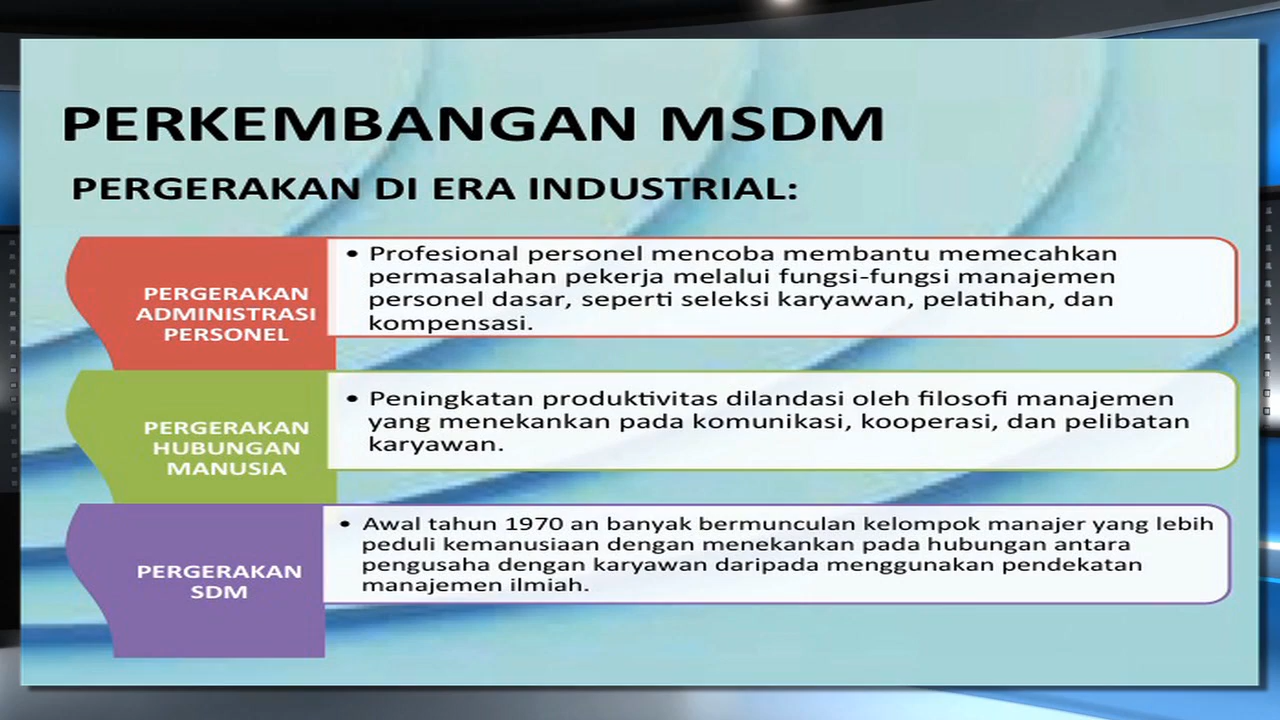 PERKEMBANGAN MSDM
PERGERAKAN DI ERA INDUSTRIAL:
PERGERAKAN
ADMINISTRASI
PERSONEL
• Profesional personel mencoba membantu memecahkan
permasalahan pekerja melalui fungsi-fungsi manajemen
personel dasar, seperti seleksi karyawan, pelatihan, dan
kompensasi.
PERGERAKAN
HUBUNGAN
MANUSIA
• Peningkatan produktivitas dilandasi oleh filosofi manajemen
yang menekankan pada komunikasi, kooperasi, dan pelibatan
karyawan.
PERGERAKAN
SDM
• Awal tahun 1970 an banyak bermunculan kelompok manajer yang lebih
peduli kemanusiaan dengan menekankan pada hubungan antara
pengusaha dengan karyawan daripada menggunakan pendekatan
manajemen ilmiah.